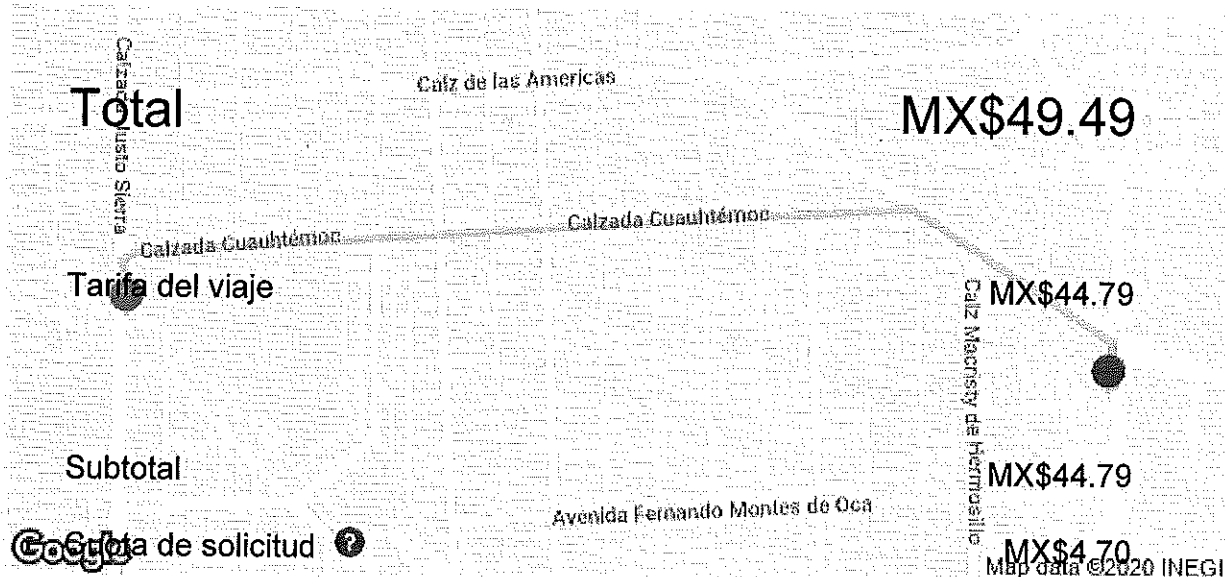 Calzada Justo Sierra
Calz de las Americas
Total MX$49.49
Calzada Cuauhtémoc
Calzada Cuauhtémoc
Tarifa del viaje MX$44.79
Calz Macristy de Hermosillo
Subtotal MX$44.79
Avenida Fernando Montes de Oca
Google
Cuota de solicitud ? MX$4.70
Map data ©2020 INEGI